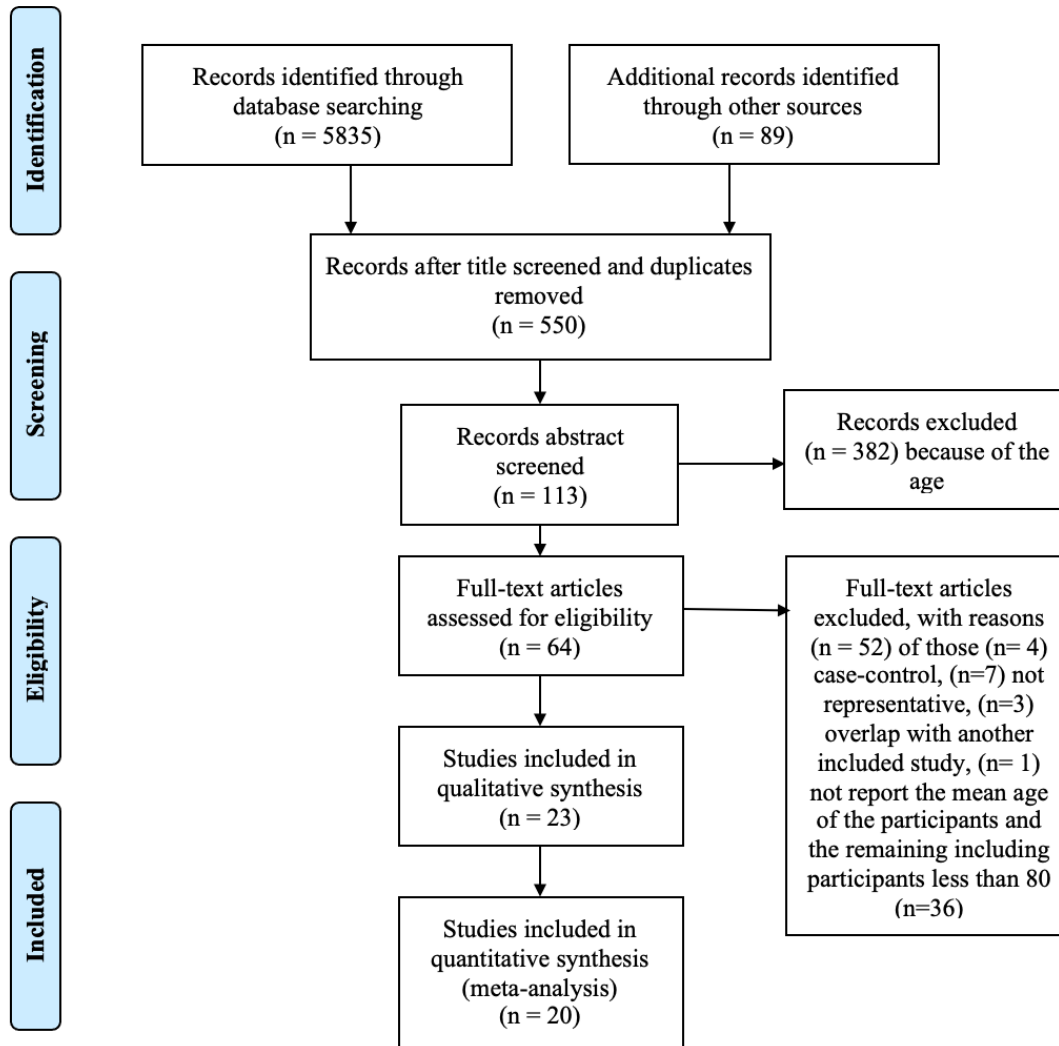 Identification
Records identified through
database searching
(n = 5835)
Additional records identified
through other sources
(n = 89)
Records after title screened and duplicates
removed
(n = 550)
Screening
Records abstract
screened
(n = 113)
Records excluded
(n = 382) because of the
age
Eligibility
Full-text articles
assessed for eligibility
(n = 64)
Full-text articles
excluded, with reasons
(n = 52) of those (n= 4)
case-control, (n=7) not
representative, (n=3)
overlap with another
included study, (n= 1)
not report the mean age
of the participants and
the remaining including
participants less than 80
(n=36)
Studies included in
qualitative synthesis
(n = 23)
Included
Studies included in
quantitative synthesis
(meta-analysis)
(n = 20)